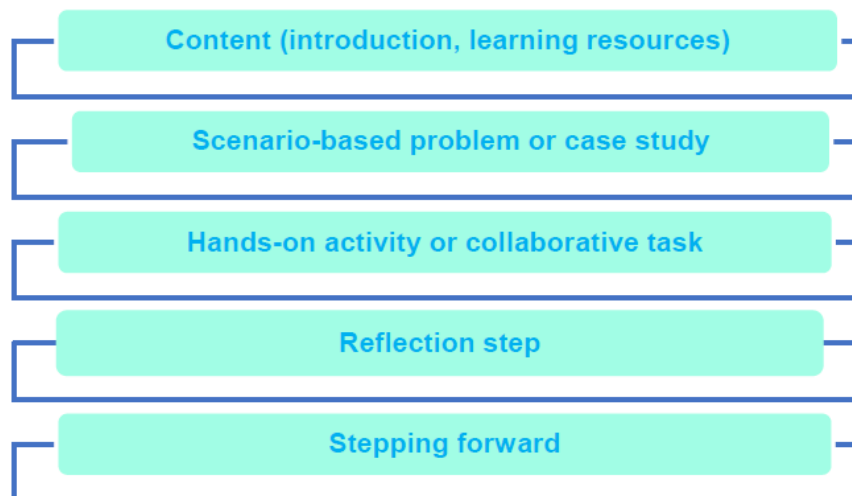 Content (introduction, learning resources)
Scenario-based problem or case study
Hands-on activity or collaborative task
Reflection step
Stepping forward